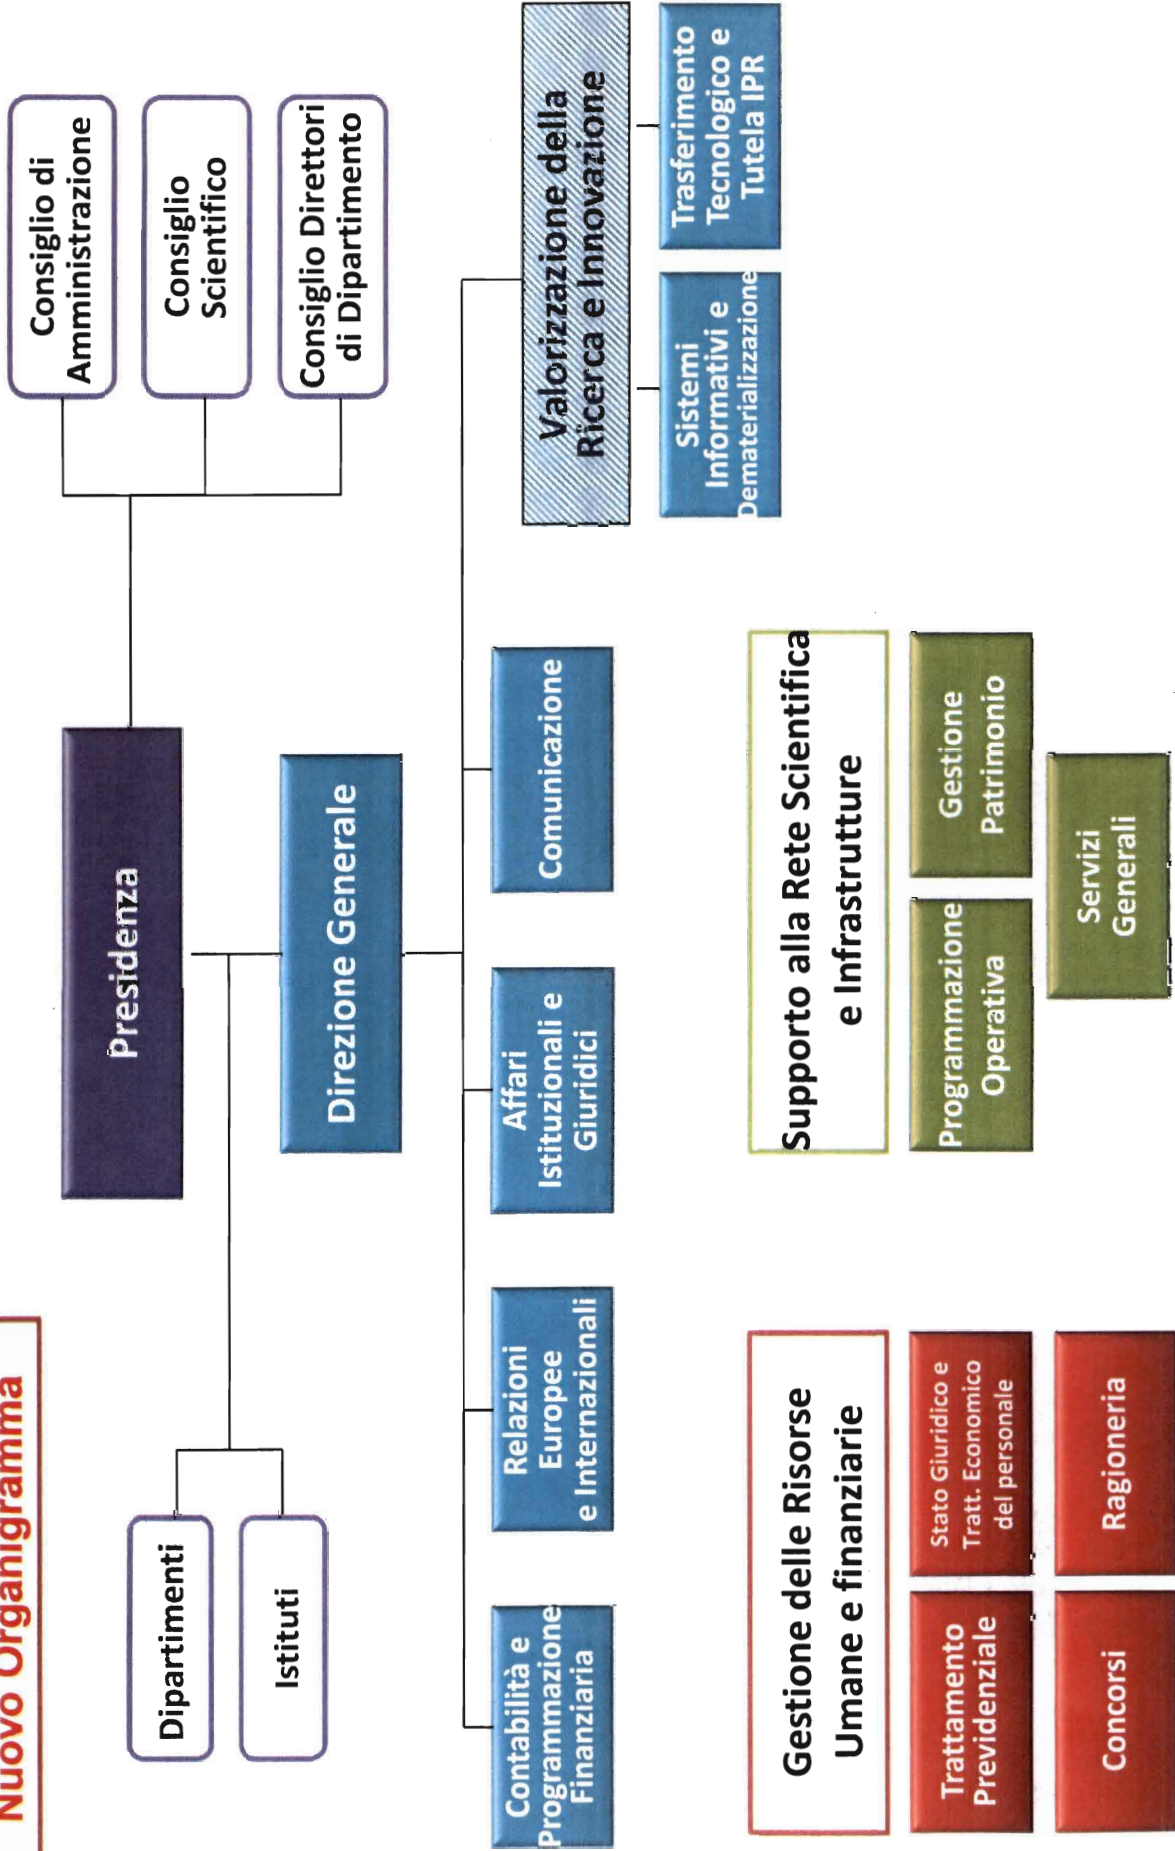 Nuovo Organigramma
Presidenza
Consiglio di
Amministrazione
Consiglio
Scientifico
Consiglio Direttori
di Dipartimento
Dipartimenti
Istituti
Direzione Generale
Contabilità e
Programmazione
Finanziaria
Relazioni
Europee
e Internazionali
Affari
Istituzionali e
Giuridici
Comunicazione
Valorizzazione della
Ricerca e Innovazione
Sistemi
Informativi e
Dematerializzazione
Trasferimento
Tecnologico e
Tutela IPR
Gestione delle Risorse
Umane e finanziarie
Trattamento
Previdenziale
Stato Giuridico e
Tratt. Economico
del personale
Concorsi
Ragioneria
Supporto alla Rete Scientifica
e Infrastrutture
Programmazione
Operativa
Gestione
Patrimonio
Servizi
Generali